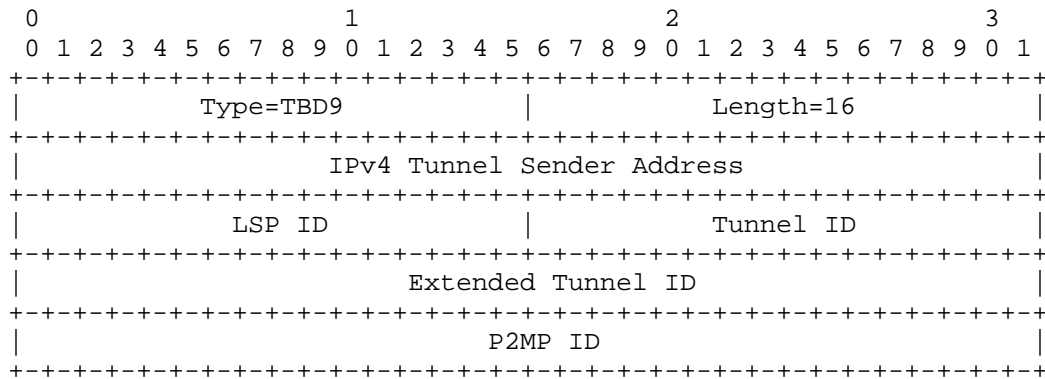 0                   1                   2                   3
 0 1 2 3 4 5 6 7 8 9 0 1 2 3 4 5 6 7 8 9 0 1 2 3 4 5 6 7 8 9 0 1
+-+-+-+-+-+-+-+-+-+-+-+-+-+-+-+-+-+-+-+-+-+-+-+-+-+-+-+-+-+-+-+-+
|           Type=TBD9           |           Length=16           |
+-+-+-+-+-+-+-+-+-+-+-+-+-+-+-+-+-+-+-+-+-+-+-+-+-+-+-+-+-+-+-+-+
|                   IPv4 Tunnel Sender Address                  |
+-+-+-+-+-+-+-+-+-+-+-+-+-+-+-+-+-+-+-+-+-+-+-+-+-+-+-+-+-+-+-+-+
|             LSP ID            |           Tunnel ID           |
+-+-+-+-+-+-+-+-+-+-+-+-+-+-+-+-+-+-+-+-+-+-+-+-+-+-+-+-+-+-+-+-+
|                        Extended Tunnel ID                     |
+-+-+-+-+-+-+-+-+-+-+-+-+-+-+-+-+-+-+-+-+-+-+-+-+-+-+-+-+-+-+-+-+
|                             P2MP ID                           |
+-+-+-+-+-+-+-+-+-+-+-+-+-+-+-+-+-+-+-+-+-+-+-+-+-+-+-+-+-+-+-+-+